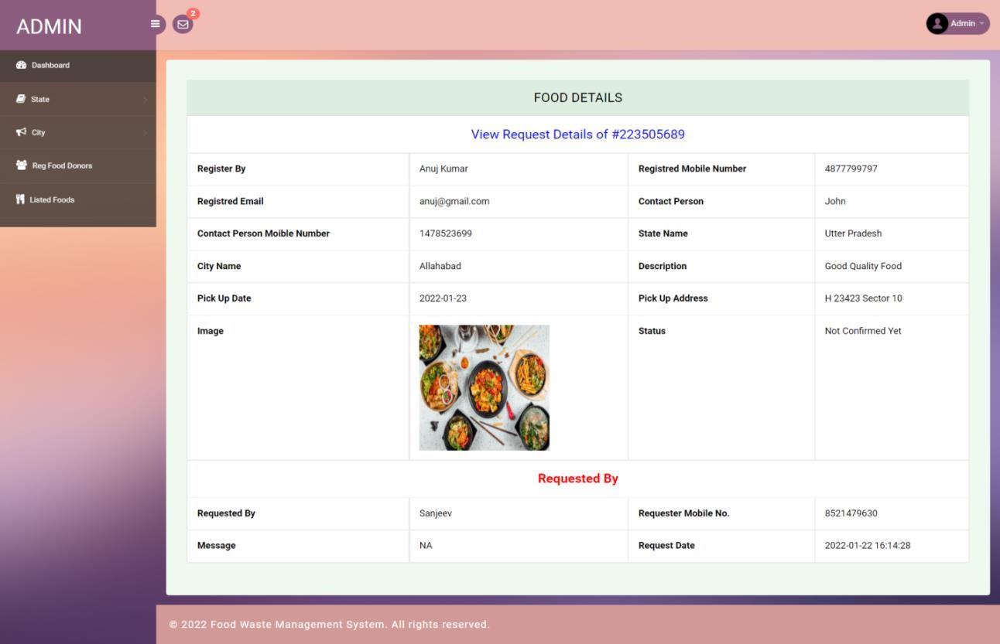 ADMIN
2
Admin
Dashboard
State
City
Reg Food Donors
Listed Foods
FOOD DETAILS
View Request Details of #223505689
Register By Anuj Kumar Registred Mobile Number 4877799797
Registred Email anuj@gmail.com Contact Person John
Contact Person Moible Number 1478523699 State Name Utter Pradesh
City Name Allahabad Description Good Quality Food
Pick Up Date 2022-01-23 Pick Up Address H 23423 Sector 10
Image Status Not Confirmed Yet
Requested By
Requested By Sanjeev Requester Mobile No. 8521479630
Message NA Request Date 2022-01-22 16:14:28
© 2022 Food Waste Management System. All rights reserved.